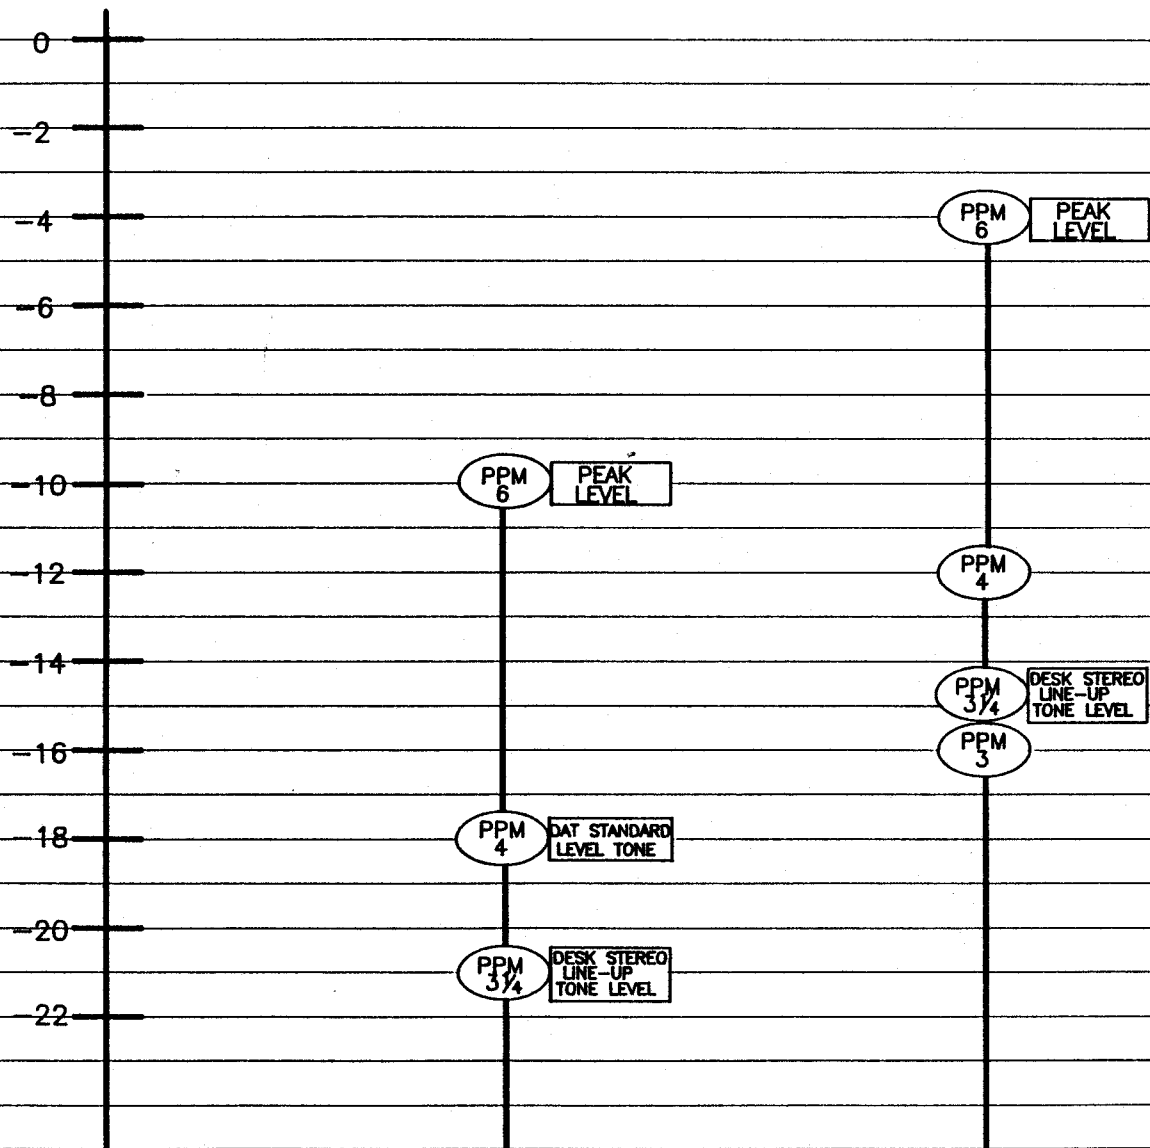 0
-2
-4
PPM
6
PEAK
LEVEL
-6
-8
-10
PPM
6
PEAK
LEVEL
-12
PPM
4
-14
PPM
3¼
DESK STEREO
LINE-UP
TONE LEVEL
-16
PPM
3
-18
PPM
4
DAT STANDARD
LEVEL TONE
-20
PPM
3¼
DESK STEREO
LINE-UP
TONE LEVEL
-22